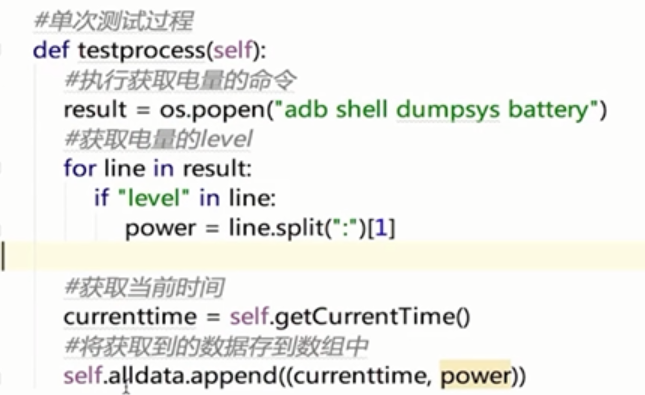 #单次测试过程
def testprocess(self):
#执行获取电量的命令
result = os.popen("adb shell dumpsys battery")
#获取电量的level
for line in result:
if "level" in line:
power = line.split(":")[1]
#获取当前时间
currenttime = self.getCurrentTime()
#将获取到的数据存到数组中
self.alldata.append((currenttime, power))